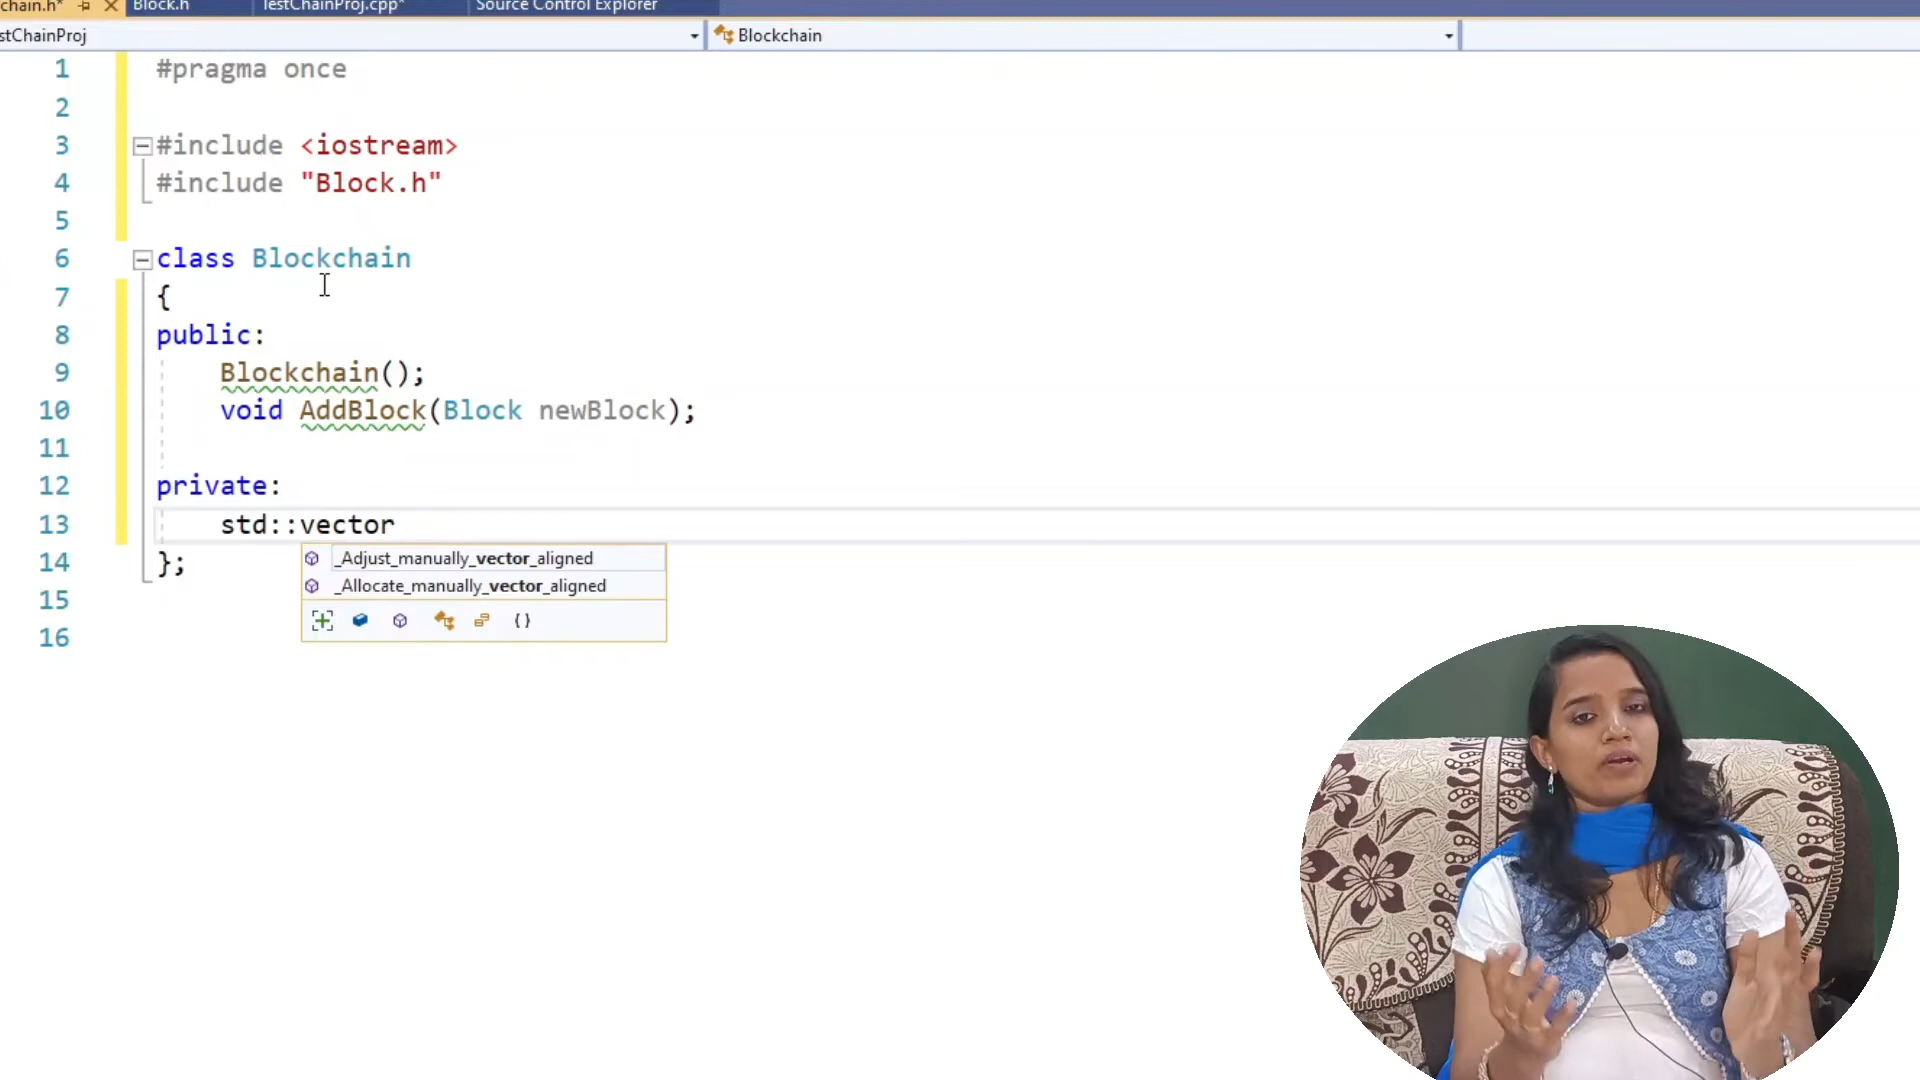 chain.h*
Block.h
TestChainProj.cpp*
Source Control Explorer
stChainProj
Blockchain
1 #pragma once
2
3 #include <iostream>
4 #include "Block.h"
5
6 class Blockchain
7 {
8 public:
9 Blockchain();
10 void AddBlock(Block newBlock);
11
12 private:
13 std::vector
14 };
_Adjust_manually_vector_aligned
_Allocate_manually_vector_aligned
15
16